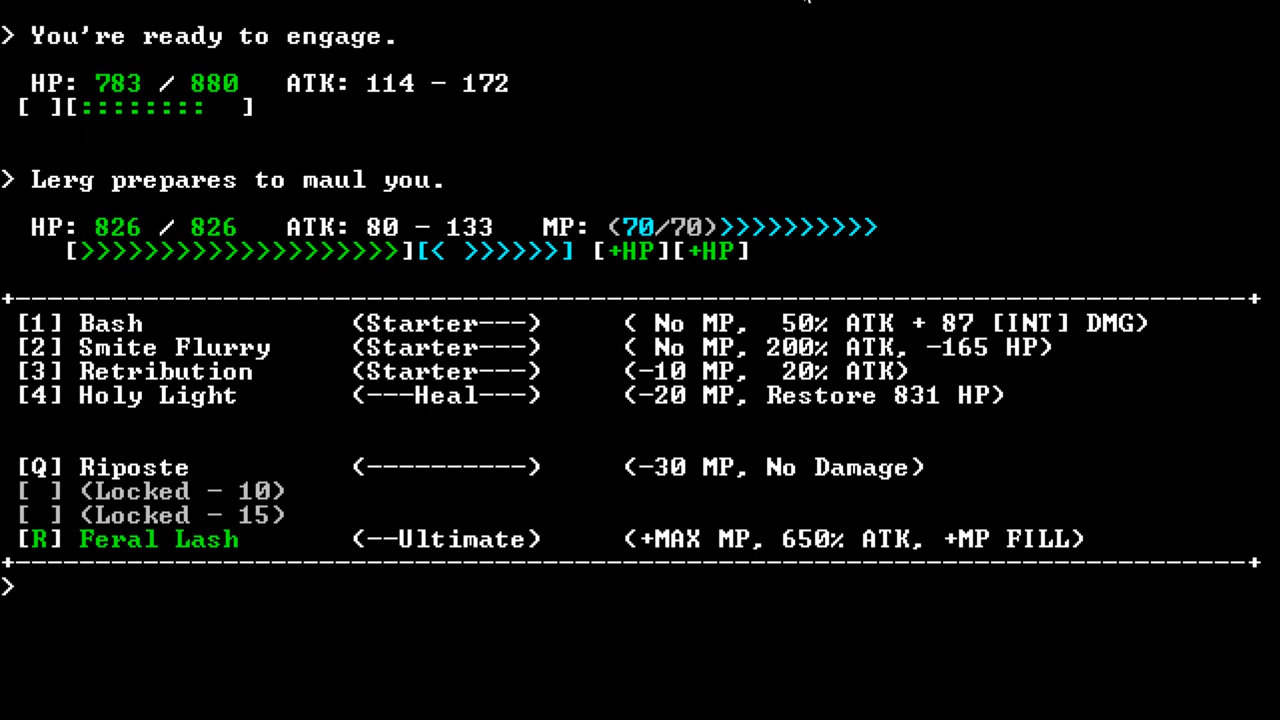 > You're ready to engage.
HP: 783 / 880 ATK: 114 - 172
[ ][:::::::: ]
> Lerg prepares to maul you.
HP: 826 / 826 ATK: 80 - 133 MP: (70/70)>>>>>>>>>>
[>>>>>>>>>>>>>>>>>>>>][< >>>>>>] [+HP][+HP]
+------------------------------------------------------------------------------+
[1] Bash (Starter---) ( No MP, 50% ATK + 87 [INT] DMG)
[2] Smite Flurry (Starter---) ( No MP, 200% ATK, -165 HP)
[3] Retribution (Starter---) (-10 MP, 20% ATK)
[4] Holy Light (---Heal---) (-20 MP, Restore 831 HP)
[Q] Riposte (----------) (-30 MP, No Damage)
[ ] (Locked - 10)
[ ] (Locked - 15)
[R] Feral Lash (--Ultimate) (+MAX MP, 650% ATK, +MP FILL)
+------------------------------------------------------------------------------+
>